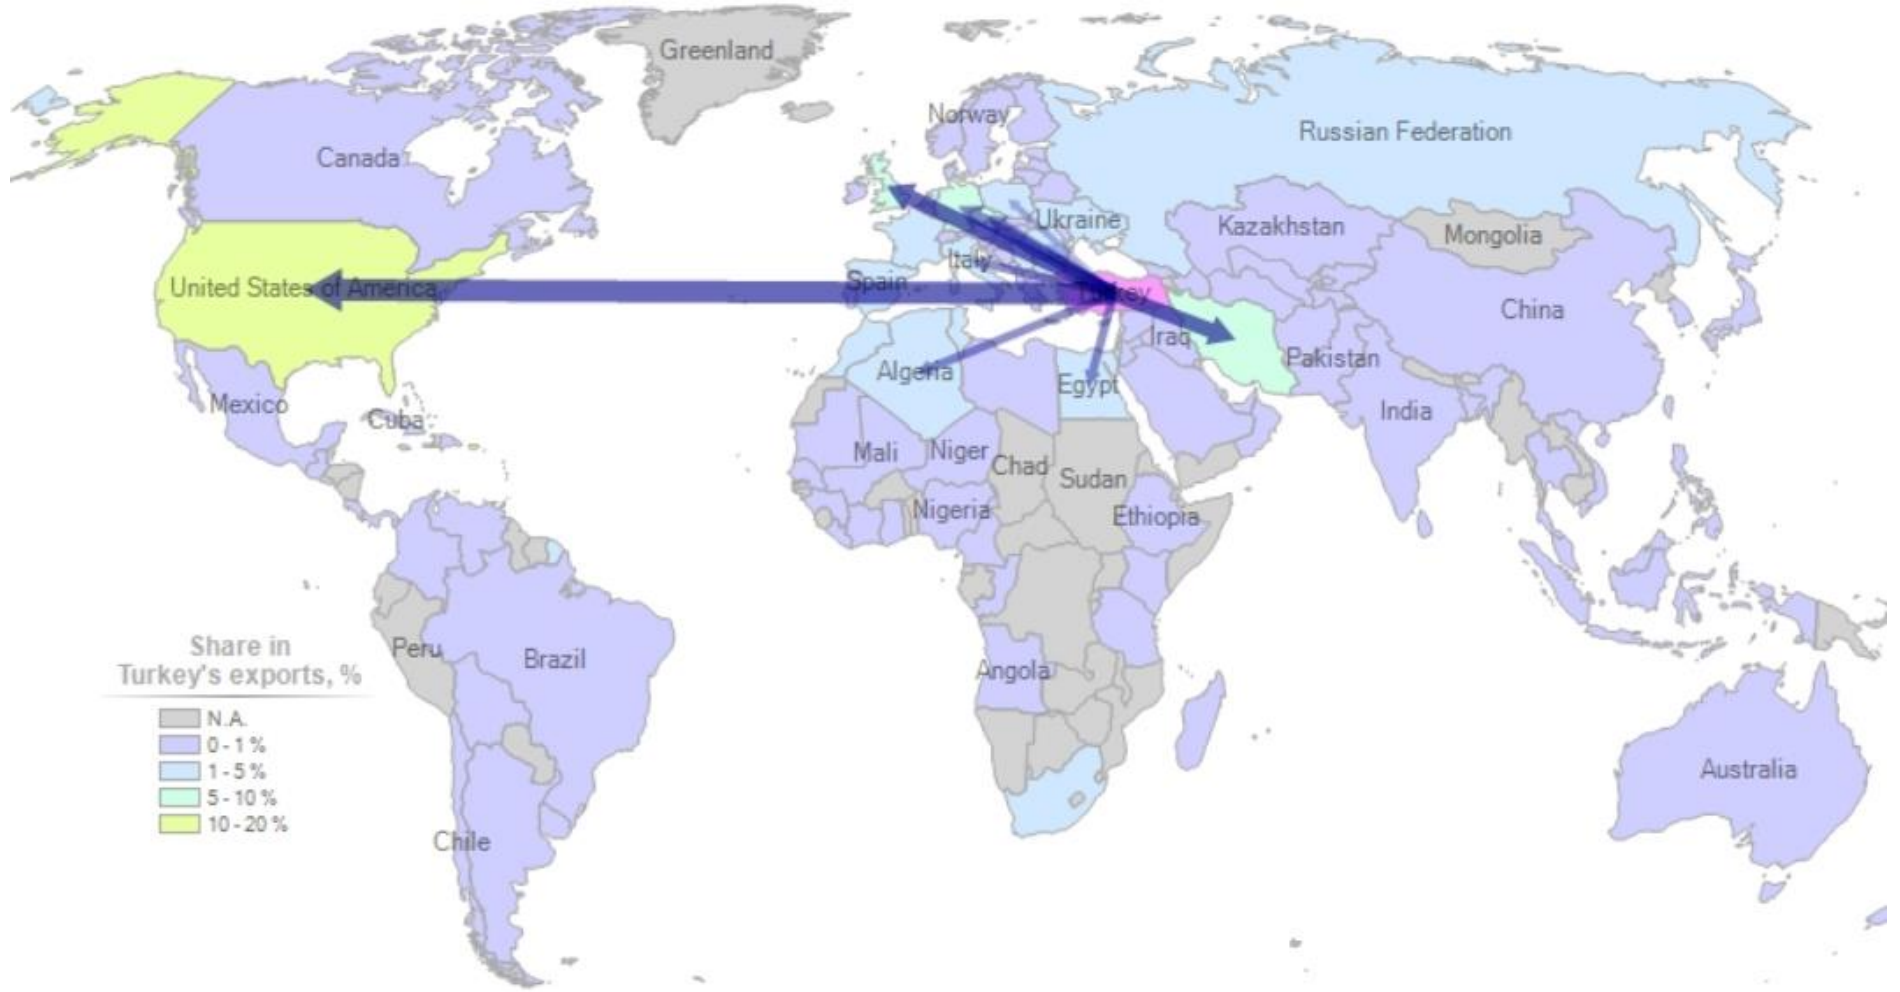 Greenland
Norway
Russian Federation
Canada
Ukraine
Kazakhstan
Mongolia
Italy
Spain
United States of America
Turkey
China
Iraq
Pakistan
Algeria
Egypt
Mexico
Cuba
India
Mali
Niger
Chad
Sudan
Nigeria
Ethiopia
Peru
Brazil
Angola
Australia
Chile
Share in
Turkey's exports, %
N.A.
0 - 1 %
1 - 5 %
5 - 10 %
10 - 20 %